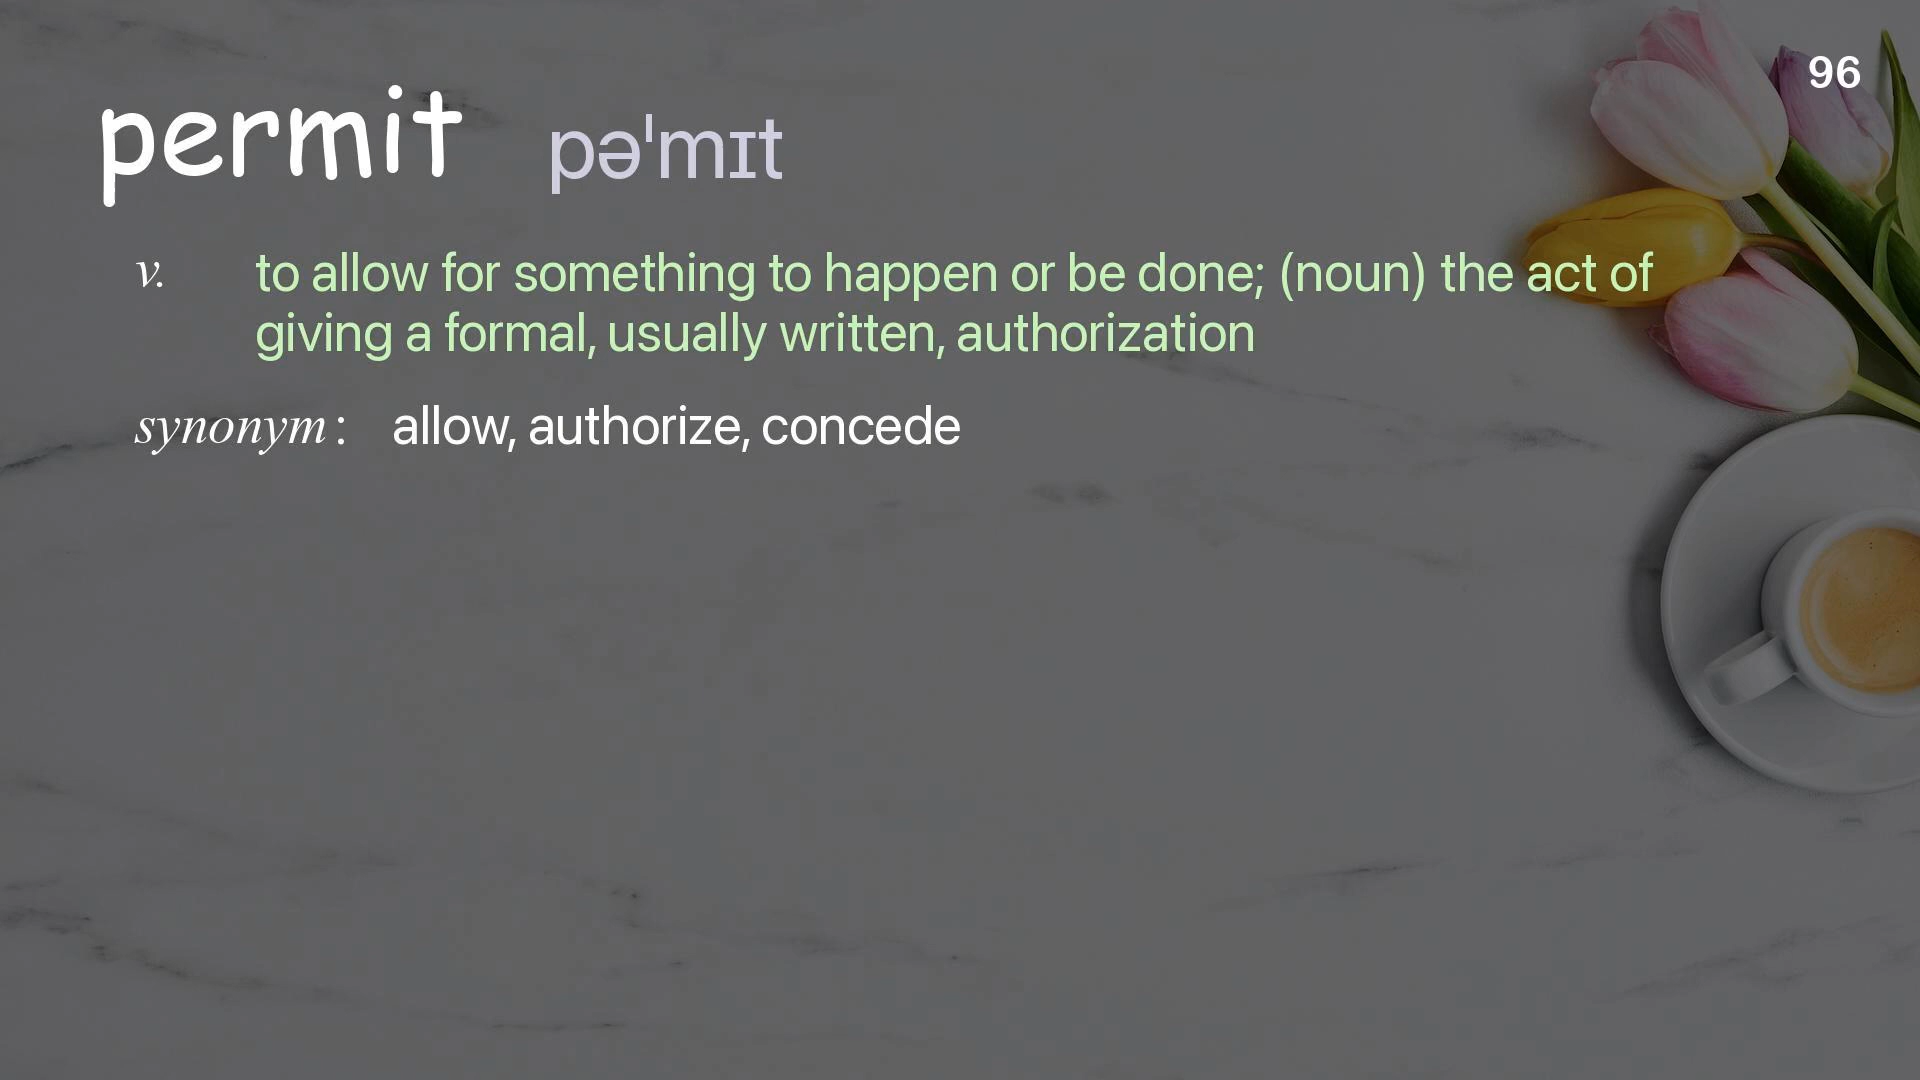 96
permit pəˈmɪt
v. to allow for something to happen or be done; (noun) the act of
giving a formal, usually written, authorization
synonym: allow, authorize, concede